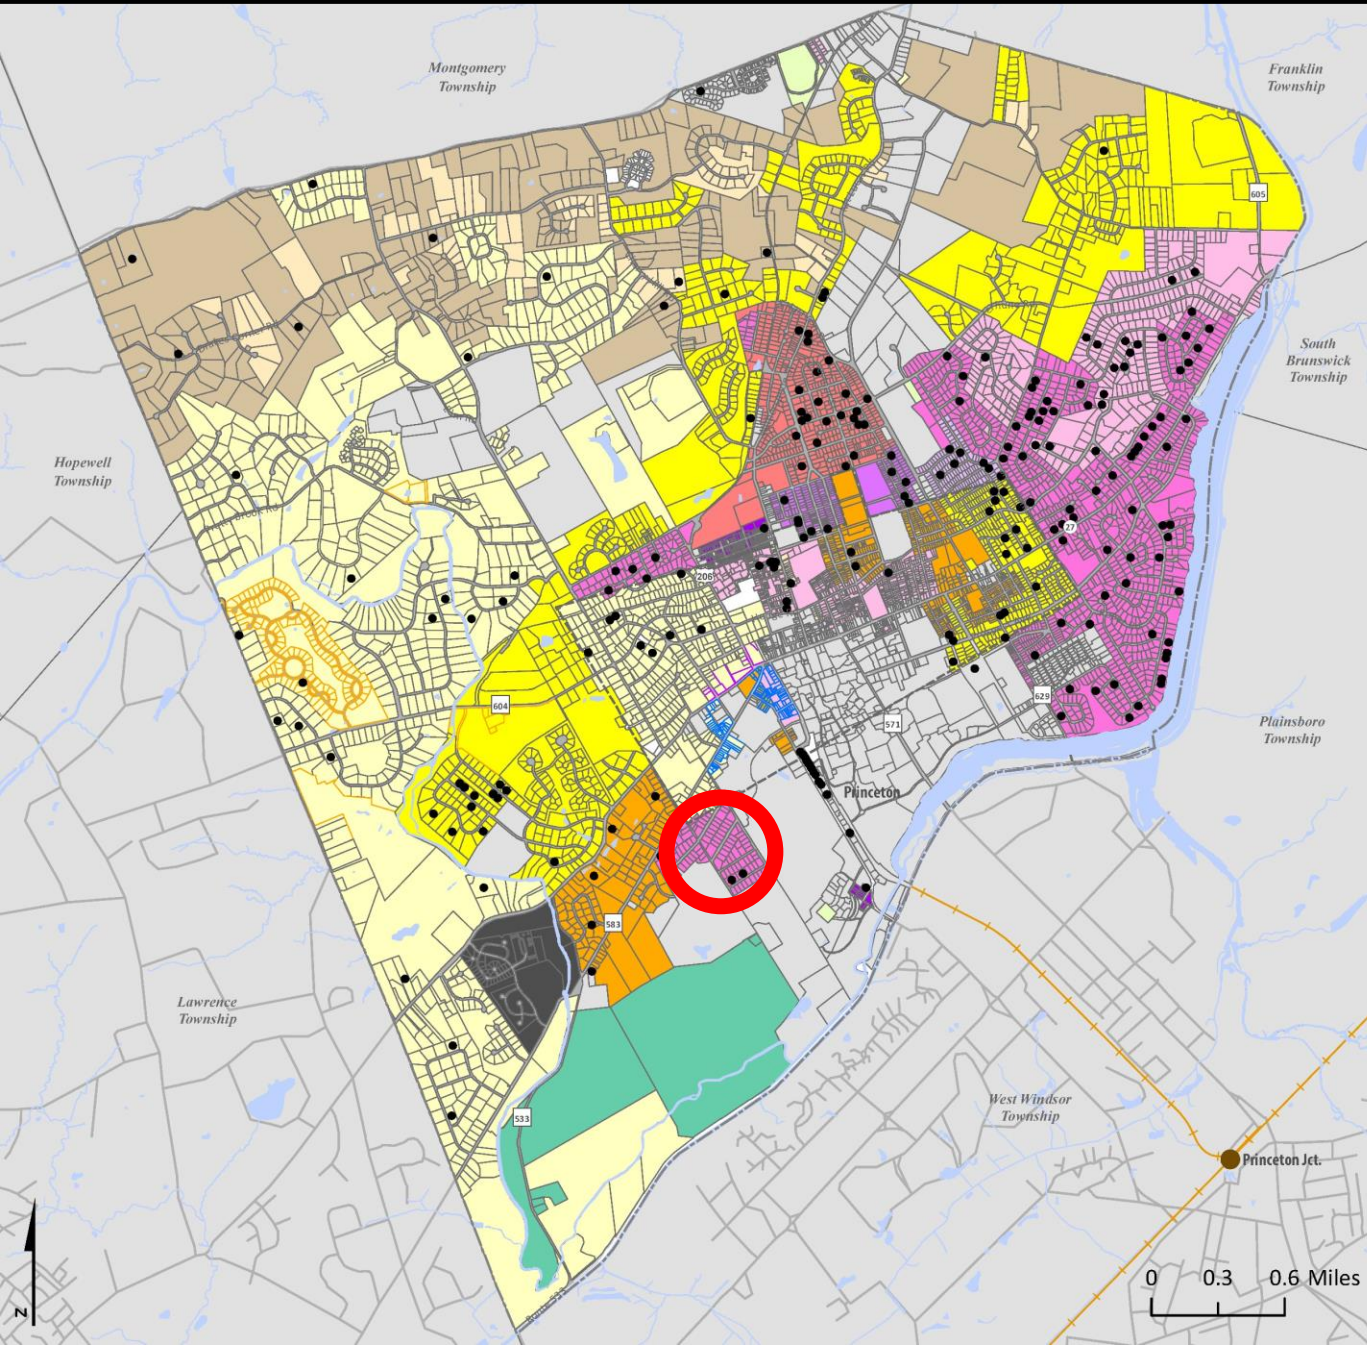 Montgomery
Township
Franklin
Township
605
South
Brunswick
Township
Hopewell
Township
27
206
604
629
571
Plainsboro
Township
Princeton
583
Lawrence
Township
533
West Windsor
Township
Princeton Jct.
0 0.3 0.6 Miles
N